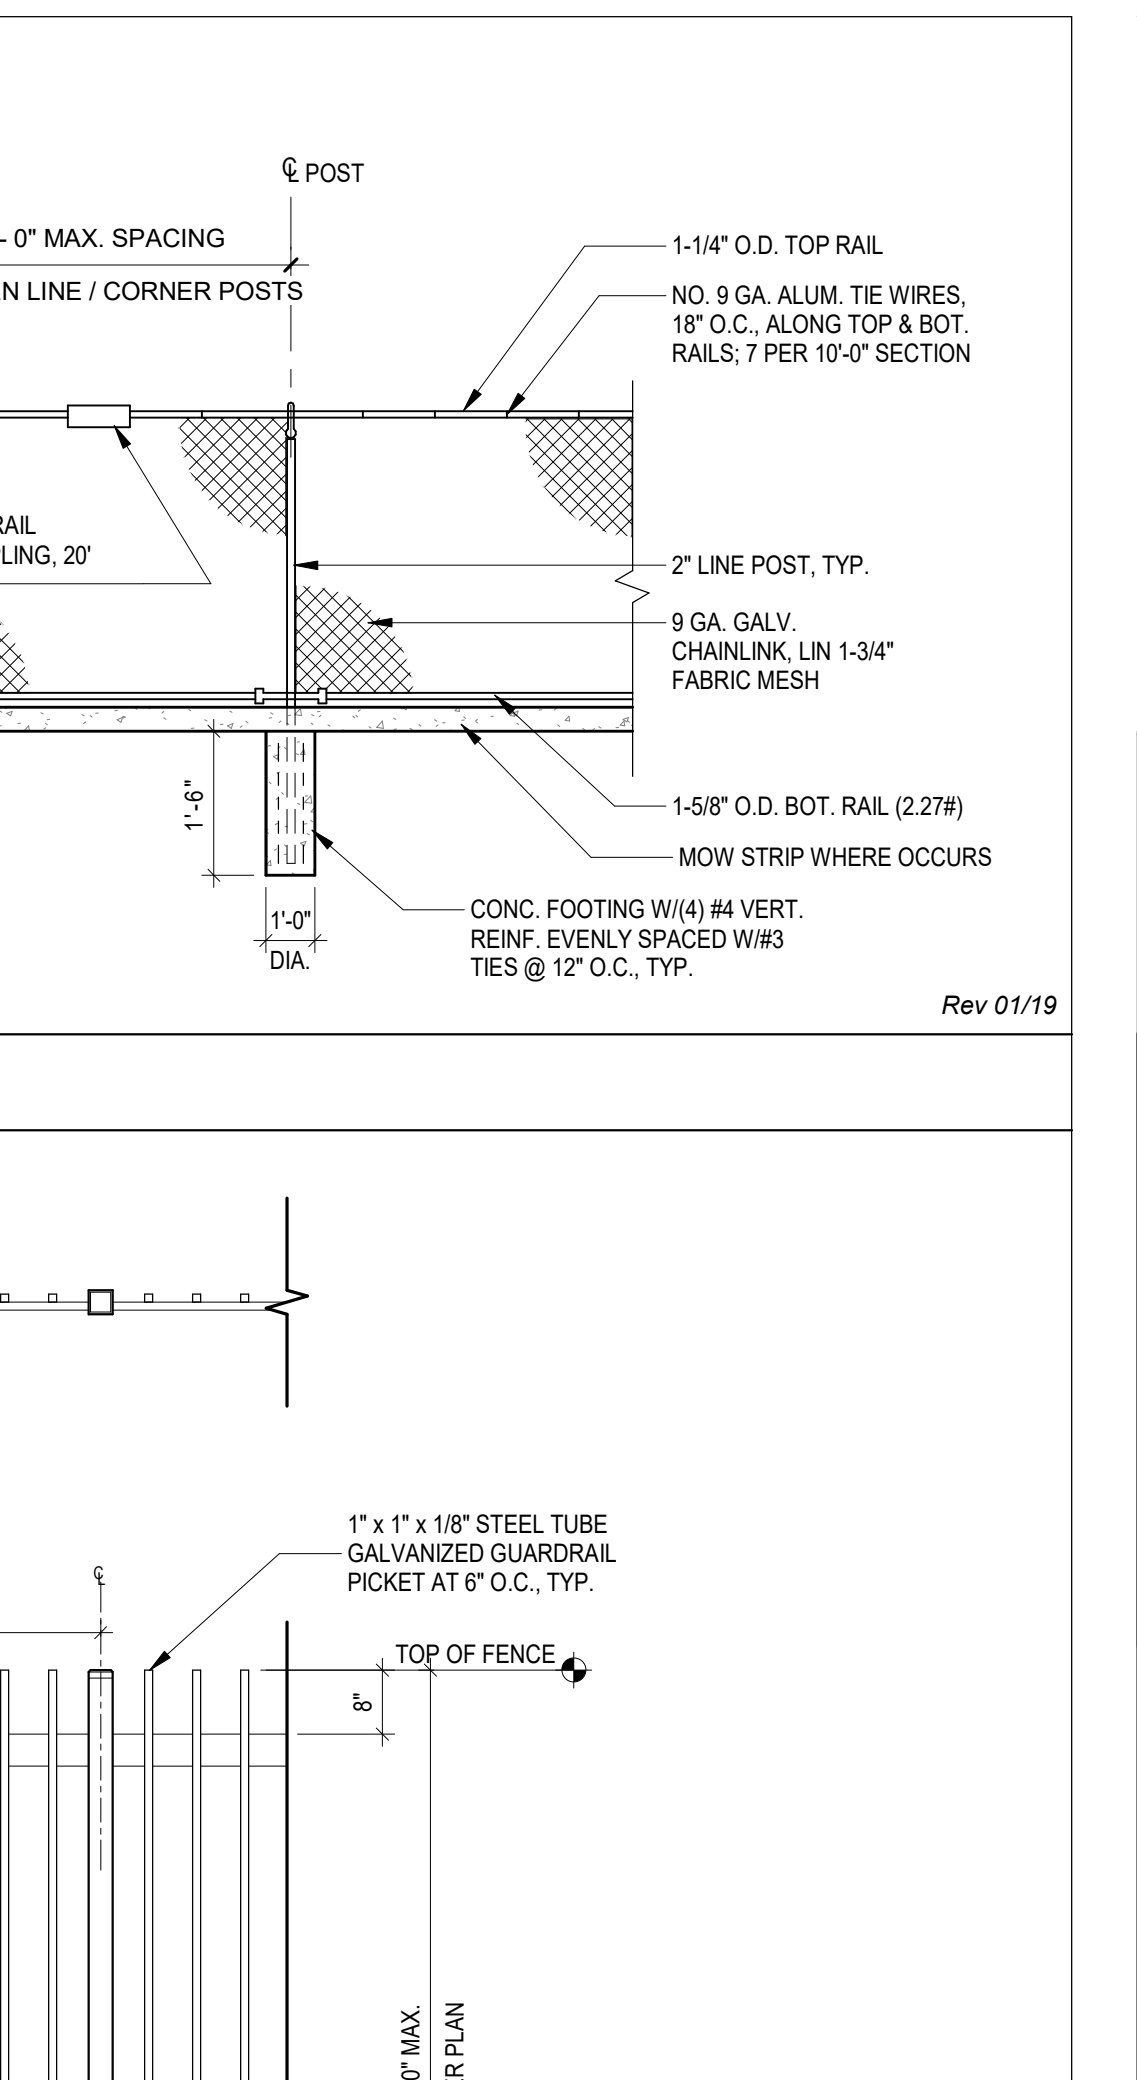 ℄ POST
- 0" MAX. SPACING
EN LINE / CORNER POSTS
1-1/4" O.D. TOP RAIL
NO. 9 GA. ALUM. TIE WIRES,
18" O.C., ALONG TOP & BOT.
RAILS; 7 PER 10'-0" SECTION
RAIL
PLING, 20'
2" LINE POST, TYP.
9 GA. GALV.
CHAINLINK, LIN 1-3/4"
FABRIC MESH
1'-6"
1-5/8" O.D. BOT. RAIL (2.27#)
MOW STRIP WHERE OCCURS
1'-0"
DIA.
CONC. FOOTING W/(4) #4 VERT.
REINF. EVENLY SPACED W/#3
TIES @ 12" O.C., TYP.
Rev 01/19
1" x 1" x 1/8" STEEL TUBE
GALVANIZED GUARDRAIL
PICKET AT 6" O.C., TYP.
℄
TOP OF FENCE
8"
0" MAX.
ER PLAN